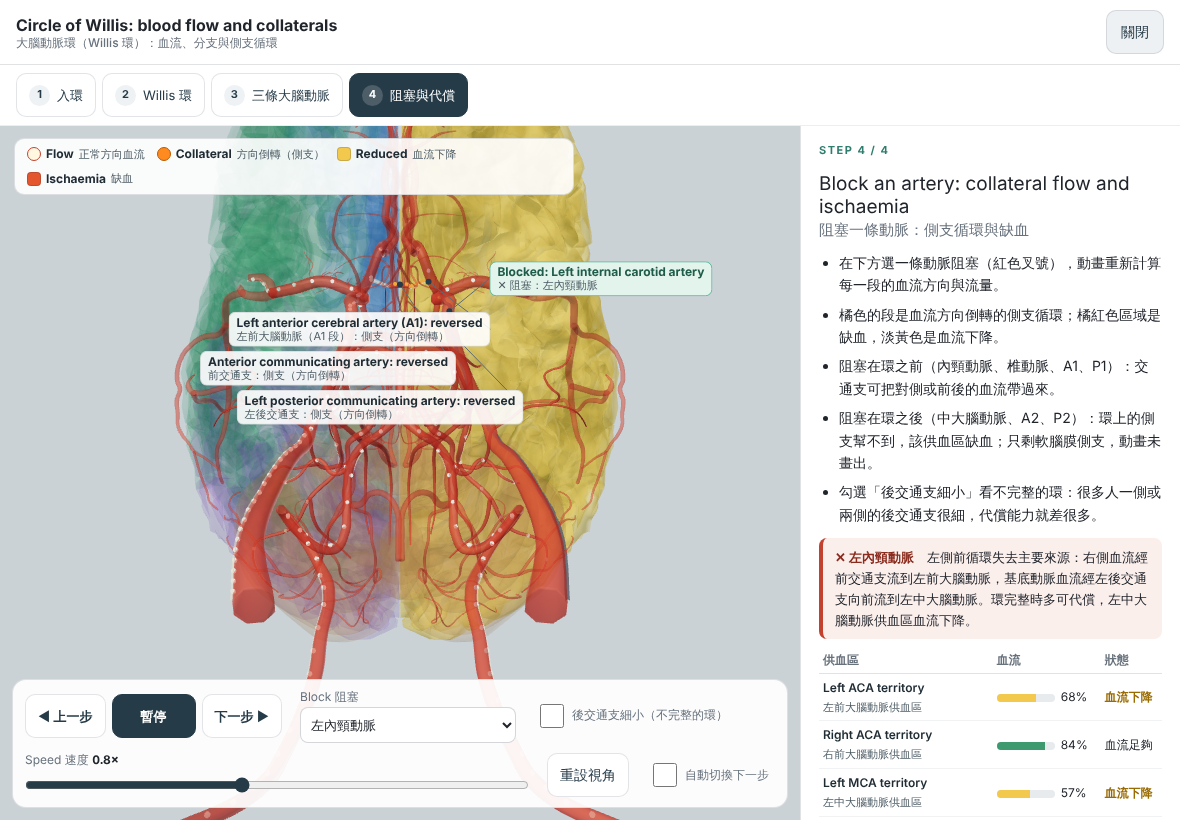 Circle of Willis: blood flow and collaterals
大腦動脈環（Willis 環）：血流、分支與側支循環
關閉
1 入環
2 Willis 環
3 三條大腦動脈
4 阻塞與代償
Flow 正常方向血流
Collateral 方向倒轉（側支）
Reduced 血流下降
Ischaemia 缺血
Blocked: Left internal carotid artery
✕ 阻塞：左內頸動脈
Left anterior cerebral artery (A1): reversed
左前大腦動脈（A1 段）：側支（方向倒轉）
Anterior communicating artery: reversed
前交通支：側支（方向倒轉）
Left posterior communicating artery: reversed
左後交通支：側支（方向倒轉）
◀ 上一步
暫停
下一步 ▶
Block 阻塞
左內頸動脈
後交通支細小（不完整的環）
Speed 速度 0.8×
重設視角
自動切換下一步
STEP 4 / 4
Block an artery: collateral flow and
ischaemia
阻塞一條動脈：側支循環與缺血
在下方選一條動脈阻塞（紅色叉號），動畫重新計算
每一段的血流方向與流量。
橘色的段是血流方向倒轉的側支循環；橘紅色區域是
缺血，淡黃色是血流下降。
阻塞在環之前（內頸動脈、椎動脈、A1、P1）：交
通支可把對側或前後的血流帶過來。
阻塞在環之後（中大腦動脈、A2、P2）：環上的側
支幫不到，該供血區缺血；只剩軟腦膜側支，動畫未
畫出。
勾選「後交通支細小」看不完整的環：很多人一側或
兩側的後交通支很細，代償能力就差很多。
✕ 左內頸動脈 左側前循環失去主要來源：右側血流經
前交通支流到左前大腦動脈，基底動脈血流經左後交通
支向前流到左中大腦動脈。環完整時多可代償，左中大
腦動脈供血區血流下降。
供血區 血流 狀態
Left ACA territory
左前大腦動脈供血區
68% 血流下降
Right ACA territory
右前大腦動脈供血區
84% 血流足夠
Left MCA territory
左中大腦動脈供血區
57% 血流下降